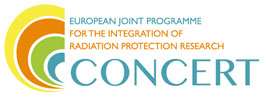 EUROPEAN JOINT PROGRAMME
FOR THE INTEGRATION OF
RADIATION PROTECTION RESEARCH
CONCERT